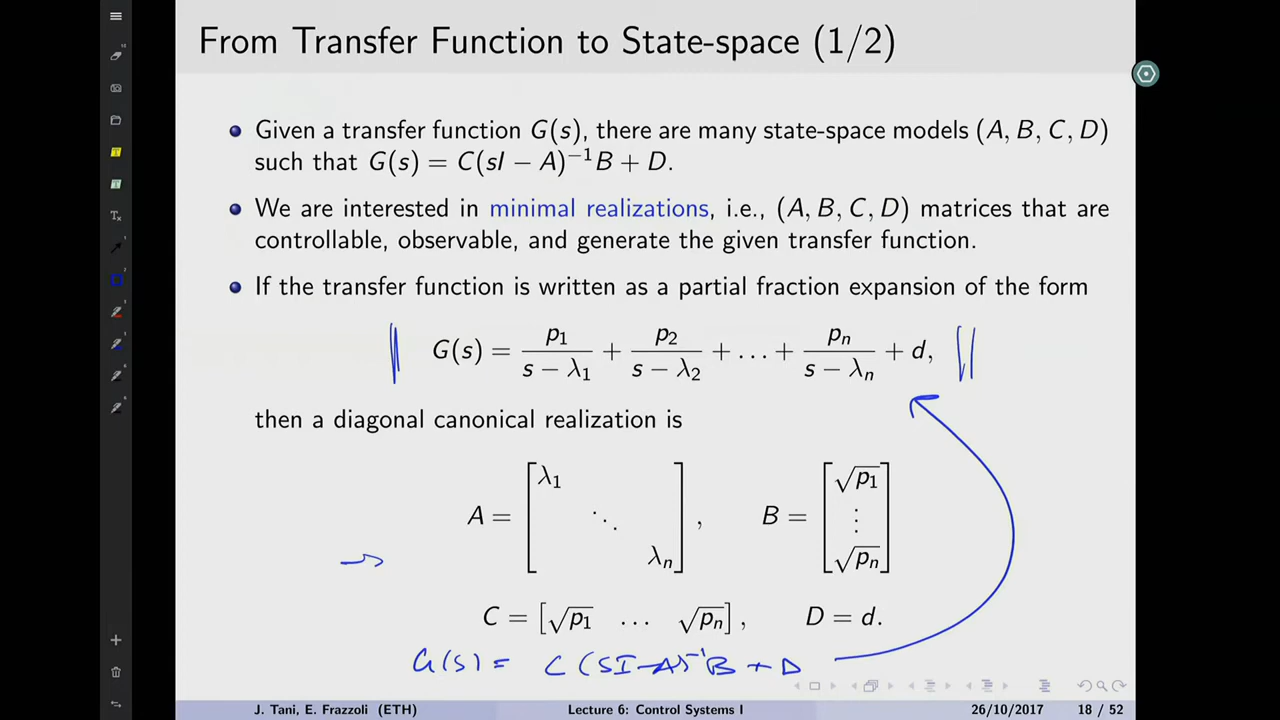 From Transfer Function to State-space (1/2)
Given a transfer function G(s), there are many state-space models (A, B, C, D)
such that G(s) = C(sI − A)⁻¹B + D.
We are interested in minimal realizations, i.e., (A, B, C, D) matrices that are
controllable, observable, and generate the given transfer function.
If the transfer function is written as a partial fraction expansion of the form
G(s) = p₁/(s − λ₁) + p₂/(s − λ₂) + ... + pₙ/(s − λₙ) + d,
then a diagonal canonical realization is
A = [λ₁ ⋱ λₙ], B = [√p₁ ⋮ √pₙ]
C = [√p₁ ... √pₙ], D = d.
G(s) = C (SI-A)⁻¹B + D
J. Tani, E. Frazzoli (ETH) Lecture 6: Control Systems I 26/10/2017 18 / 52